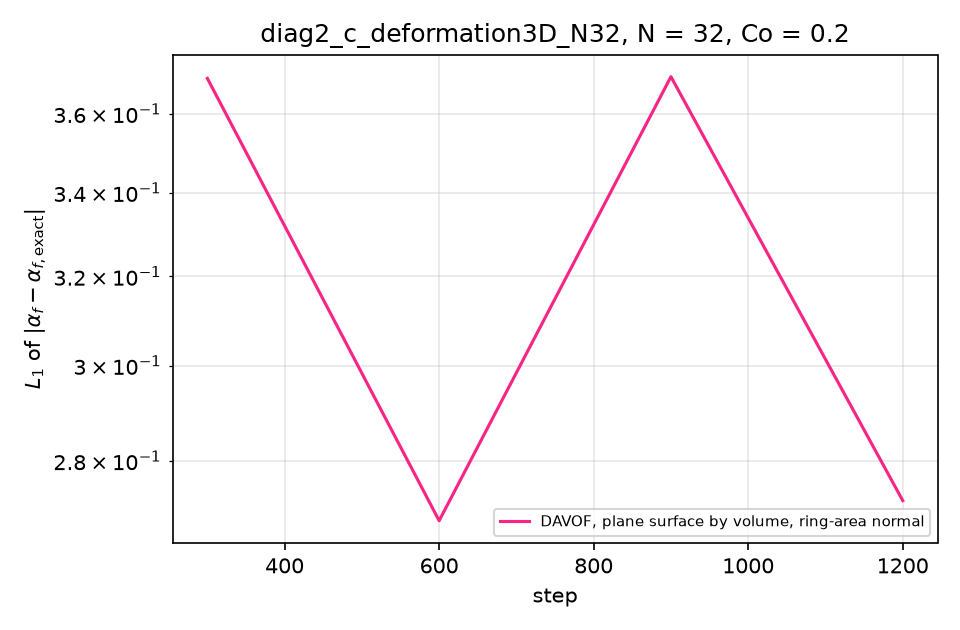 diag2_c_deformation3D_N32, N = 32, Co = 0.2
L₁ of |α_f − α_{f,exact}|
3.6 × 10⁻¹
3.4 × 10⁻¹
3.2 × 10⁻¹
3 × 10⁻¹
2.8 × 10⁻¹
DAVOF, plane surface by volume, ring-area normal
400 600 800 1000 1200
step